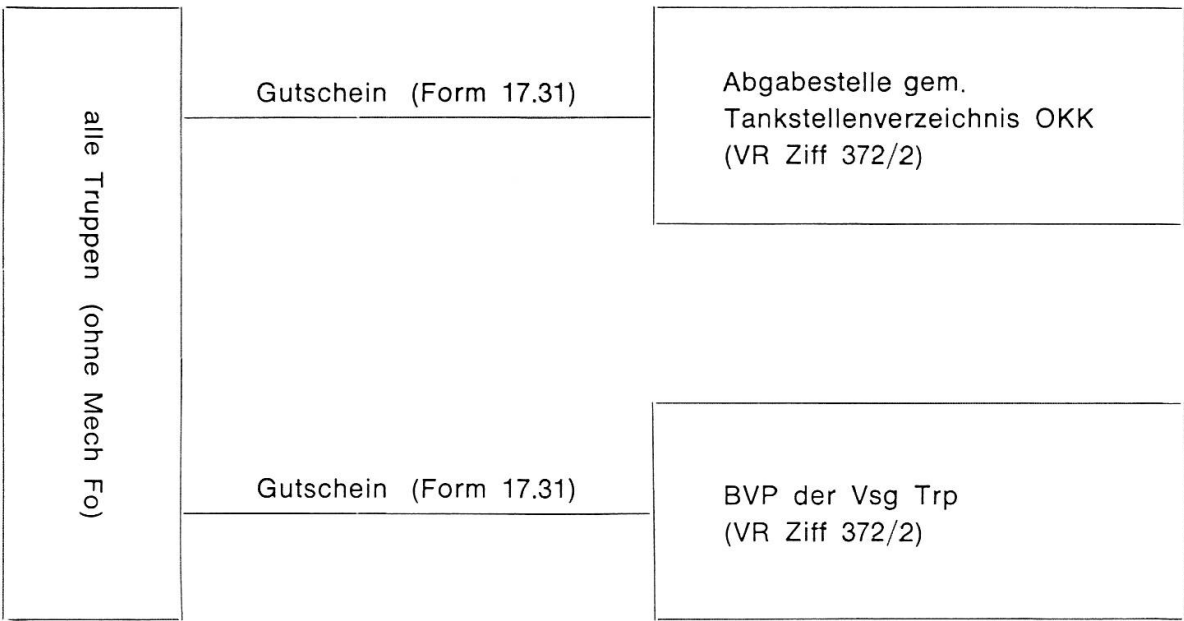 alle Truppen (ohne Mech Fo)
Gutschein (Form 17.31)
Abgabestelle gem.
Tankstellenverzeichnis OKK
(VR Ziff 372/2)
Gutschein (Form 17.31)
BVP der Vsg Trp
(VR Ziff 372/2)